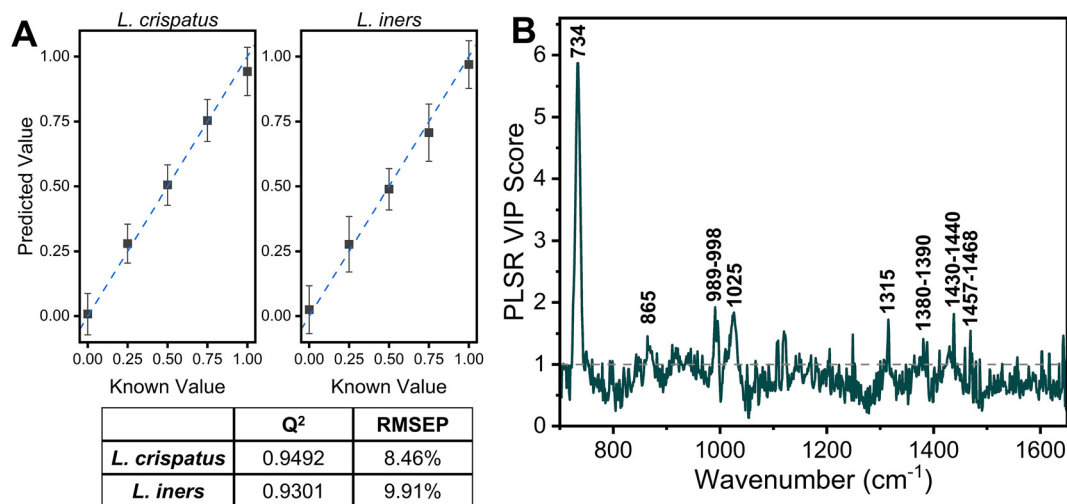 A
L. crispatus
L. iners
Predicted Value
1.00
0.75
0.50
0.25
0.00
0.00 0.25 0.50 0.75 1.00
Known Value
1.00
0.75
0.50
0.25
0.00
0.00 0.25 0.50 0.75 1.00
Known Value
Q² RMSEP
L. crispatus 0.9492 8.46%
L. iners 0.9301 9.91%
B
PLSR VIP Score
6
5
4
3
2
1
0
734
865
989-998
1025
1315
1380-1390
1430-1440
1457-1468
800 1000 1200 1400 1600
Wavenumber (cm⁻¹)